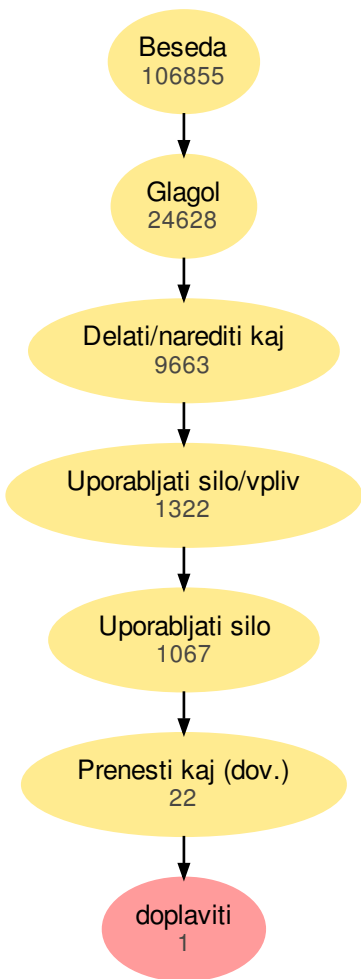 Beseda
106855
Glagol
24628
Delati/narediti kaj
9663
Uporabljati silo/vpliv
1322
Uporabljati silo
1067
Prenesti kaj (dov.)
22
doplaviti
1